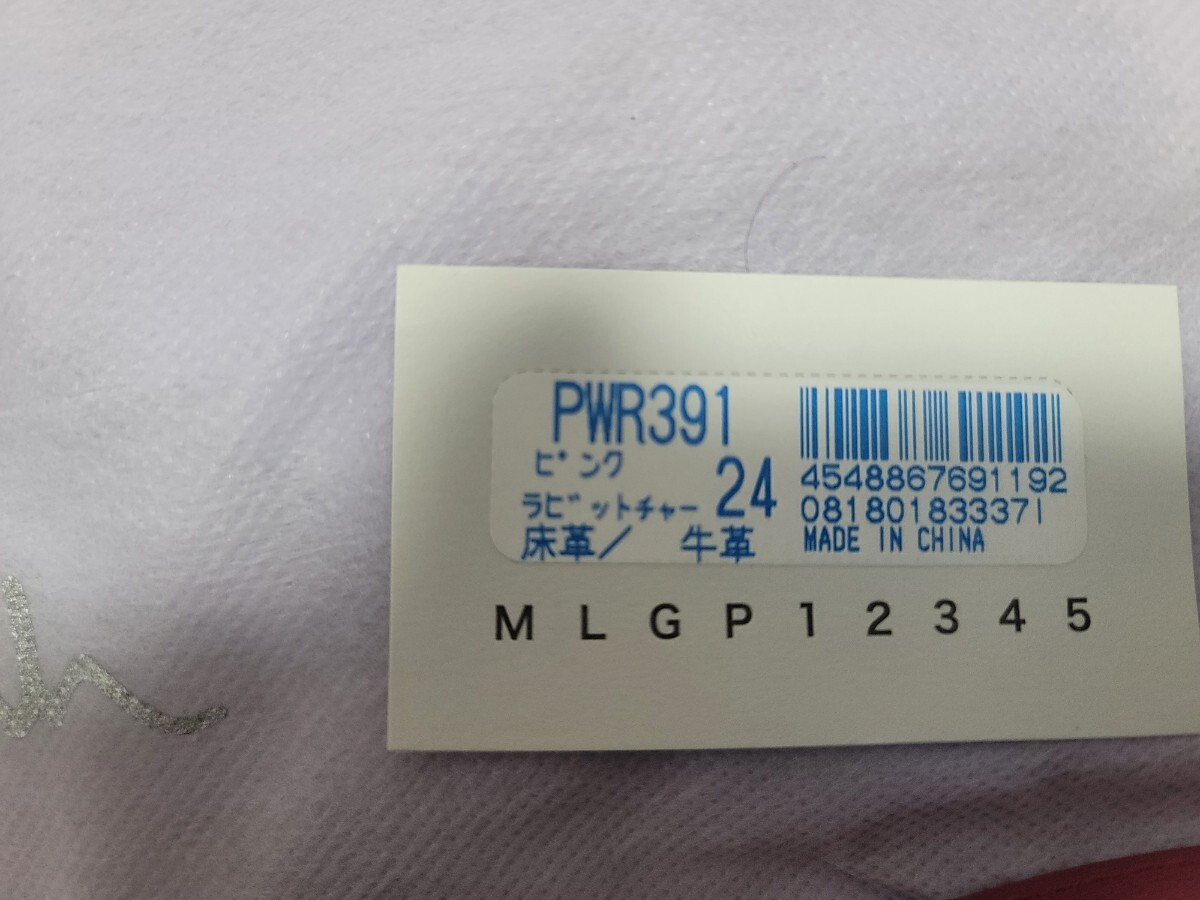 PWR391
ピンク
ラビットチャー 24
床革/ 牛革
4548867691192
0818018333371
MADE IN CHINA
M L G P 1 2 3 4 5